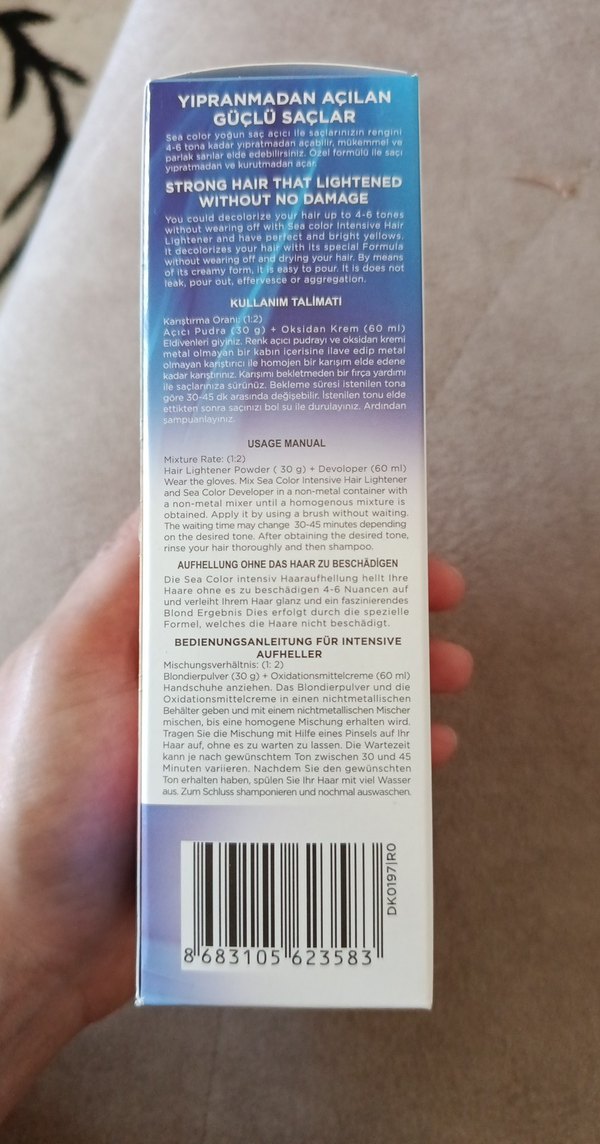 YIPRANMADAN AÇILAN
GÜÇLÜ SAÇLAR
Sea color yoğun saç açıcı ile saçlarınızın rengini
4-6 tona kadar yıpratmadan açabilir, mükemmel ve
parlak sarılar elde edebilirsiniz. Özel formülü ile saçı
yıpratmadan ve kurutmadan açar.
STRONG HAIR THAT LIGHTENED
WITHOUT NO DAMAGE
You could decolorize your hair up to 4-6 tones
without wearing off with Sea color Intensive Hair
Lightener and have perfect and bright yellows.
It decolorizes your hair with its special Formula
without wearing off and drying your hair. By means
of its creamy form, it is easy to pour. It is does not
leak, pour out, effervesce or aggregation.
KULLANIM TALİMATI
Karıştırma Oranı: (1:2)
Açıcı Pudra (30 g) + Oksidan Krem (60 ml)
Eldivenleri giyiniz. Renk açıcı pudrayı ve oksidan kremi
metal olmayan bir kabın içerisine ilave edip metal
olmayan karıştırıcı ile homojen bir karışım elde edene
kadar karıştırınız. Karışımı bekletmeden bir fırça yardımı
ile saçlarınıza sürünüz. Bekleme süresi istenilen tona
göre 30-45 dk arasında değişebilir. İstenilen tonu elde
ettikten sonra saçınızı bol su ile durulayınız. Ardından
şampuanlayınız.
USAGE MANUAL
Mixture Rate: (1:2)
Hair Lightener Powder ( 30 g) + Devoloper (60 ml)
Wear the gloves. Mix Sea Color Intensive Hair Lightener
and Sea Color Developer in a non-metal container with
a non-metal mixer until a homogenous mixture is
obtained. Apply it by using a brush without waiting.
The waiting time may change 30-45 minutes depending
on the desired tone. After obtaining the desired tone,
rinse your hair thoroughly and then shampoo.
AUFHELLUNG OHNE DAS HAAR ZU BESCHÄDİGEN
Die Sea Color intensiv Haaraufhellung hellt Ihre
Haare ohne es zu beschädigen 4-6 Nuancen auf
und verleiht Ihrem Haar glanz und ein faszinierendes
Blond Ergebnis Dies erfolgt durch die spezielle
Formel, welches die Haare nicht beschädigt.
BEDIENUNGSANLEITUNG FÜR INTENSIVE
AUFHELLER
Mischungsverhältnis: (1: 2)
Blondierpulver (30 g) + Oxidationsmittelcreme (60 ml)
Handschuhe anziehen. Das Blondierpulver und die
Oxidationsmittelcreme in einen nichtmetallischen
Behälter geben und mit einem nichtmetallischen Mischer
mischen, bis eine homogene Mischung erhalten wird.
Tragen Sie die Mischung mit Hilfe eines Pinsels auf Ihr
Haar auf, ohne es zu warten zu lassen. Die Wartezeit
kann je nach gewünschtem Ton zwischen 30 und 45
Minuten variieren. Nachdem Sie den gewünschten
Ton erhalten haben, spülen Sie Ihr Haar mit viel Wasser
aus. Zum Schluss shamponieren und nochmal auswaschen.
DK0197|R0
8 683105 623583